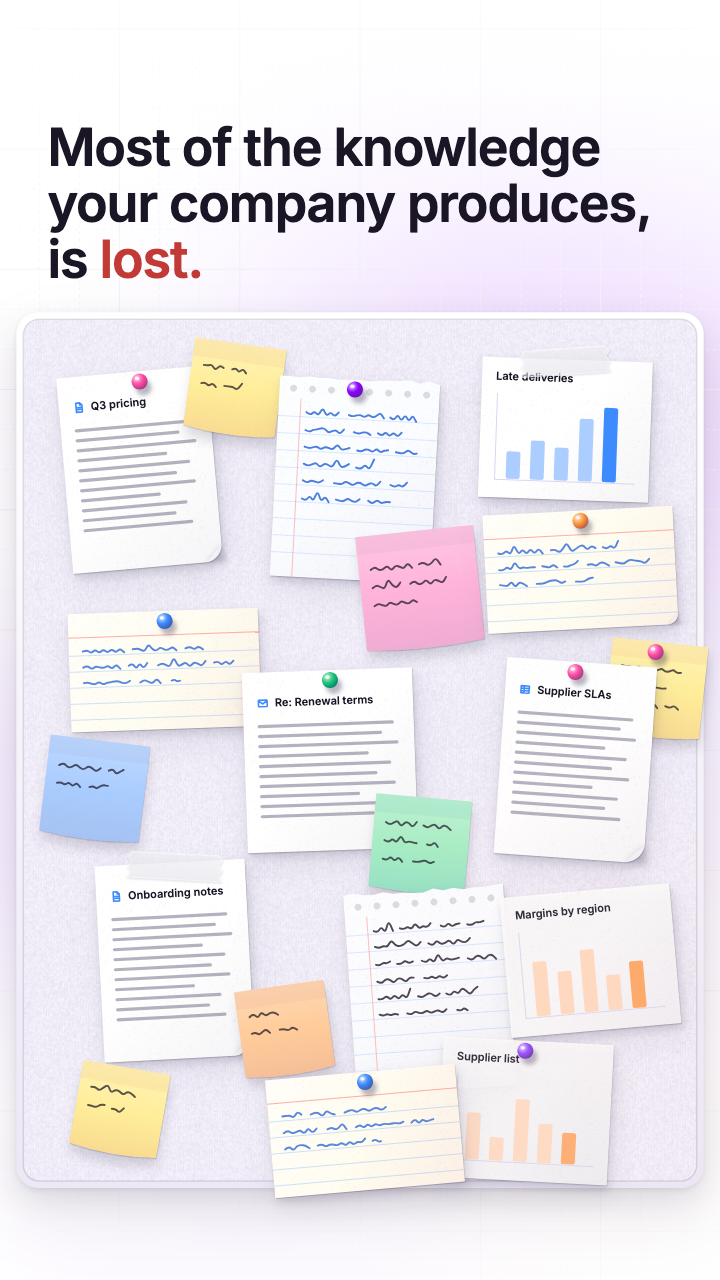 Most of the knowledge
your company produces,
is lost.
Q3 pricing
Late deliveries
Re: Renewal terms
Supplier SLAs
Onboarding notes
Margins by region
Supplier list